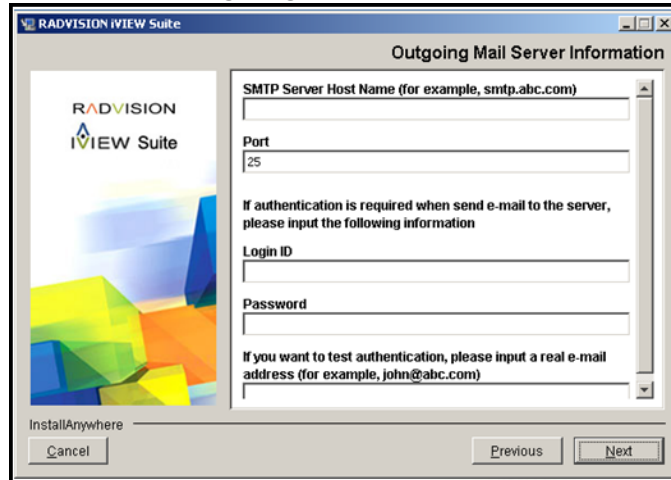 RADVISION iVIEW Suite
Outgoing Mail Server Information
RADVISION
iVIEW Suite
SMTP Server Host Name (for example, smtp.abc.com)
Port
25
If authentication is required when send e-mail to the server,
please input the following information
Login ID
Password
If you want to test authentication, please input a real e-mail
address (for example, john@abc.com)
InstallAnywhere
Cancel
Previous
Next